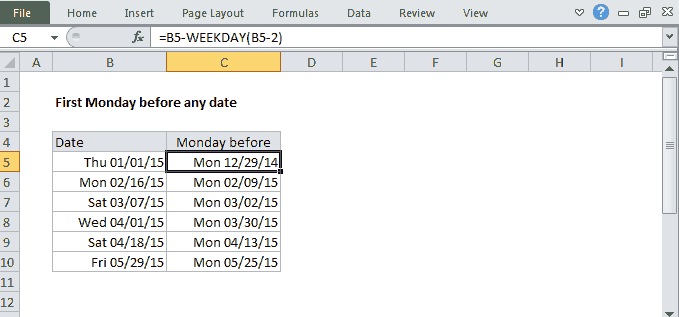 File Home Insert Page Layout Formulas Data Review View
C5 fx =B5-WEEKDAY(B5-2)
A B C D E F G H I
1
2 First Monday before any date
3
4 Date Monday before
5 Thu 01/01/15 Mon 12/29/14
6 Mon 02/16/15 Mon 02/09/15
7 Sat 03/07/15 Mon 03/02/15
8 Wed 04/01/15 Mon 03/30/15
9 Sat 04/18/15 Mon 04/13/15
10 Fri 05/29/15 Mon 05/25/15
11
12